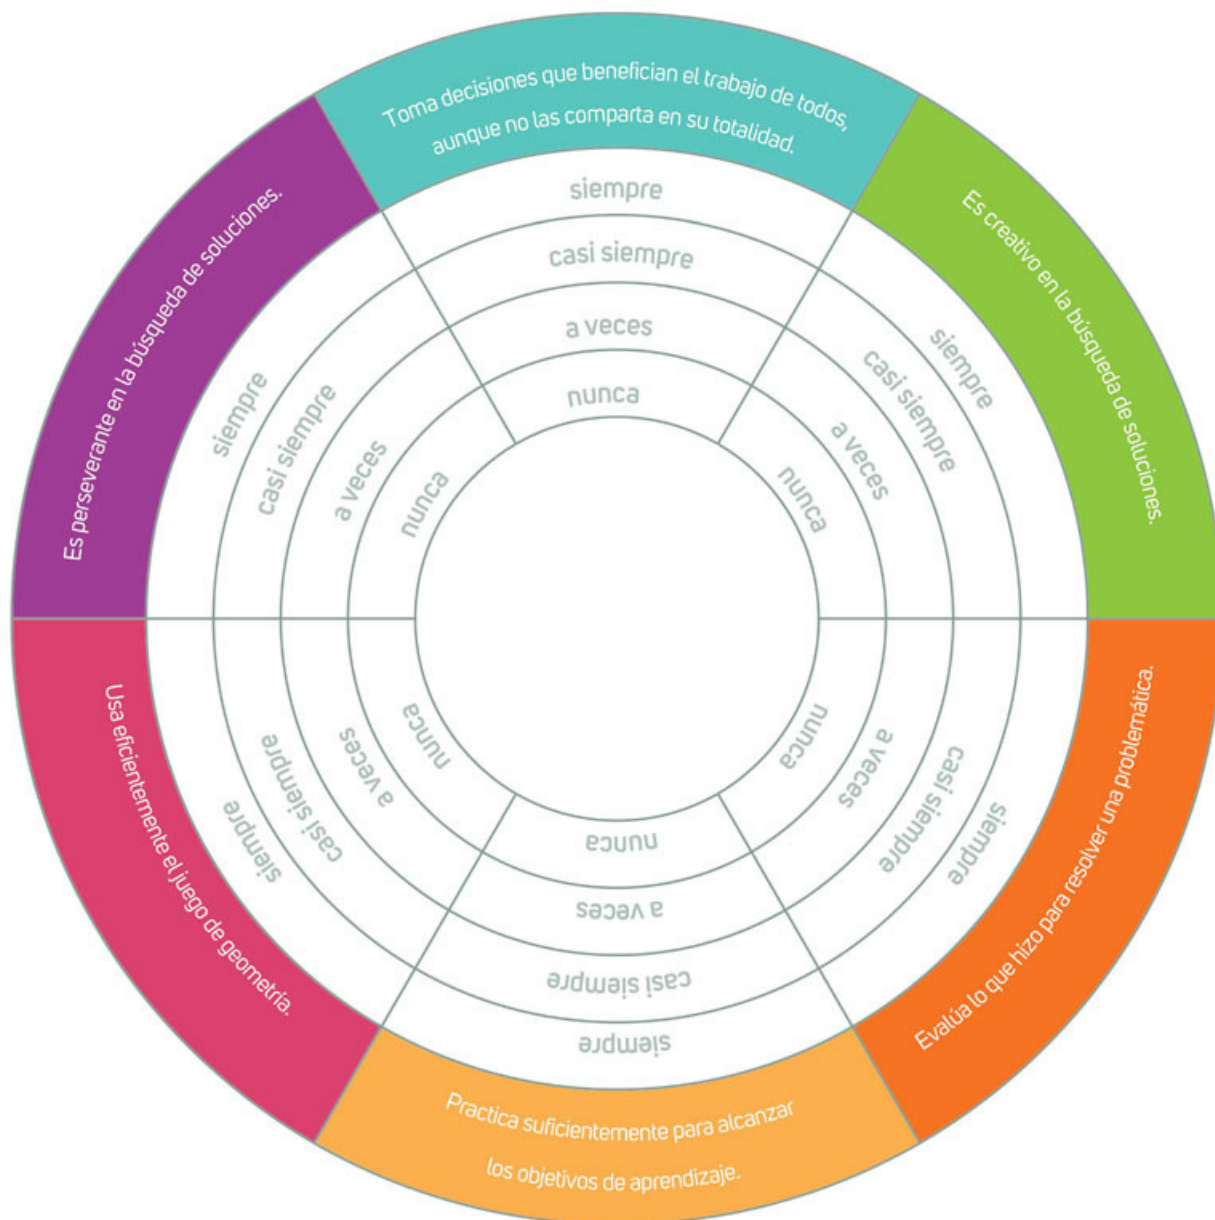 Toma decisiones que benefician el trabajo de todos,
aunque no las comparta en su totalidad.
siempre
casi siempre
a veces
nunca
Es creativo en la búsqueda de soluciones.
siempre
casi siempre
a veces
nunca
Evalúa lo que hizo para resolver una problemática.
siempre
casi siempre
a veces
nunca
Practica suficientemente para alcanzar
los objetivos de aprendizaje.
siempre
casi siempre
a veces
nunca
Usa eficientemente el juego de geometría.
siempre
casi siempre
a veces
nunca
Es perseverante en la búsqueda de soluciones.
siempre
casi siempre
a veces
nunca